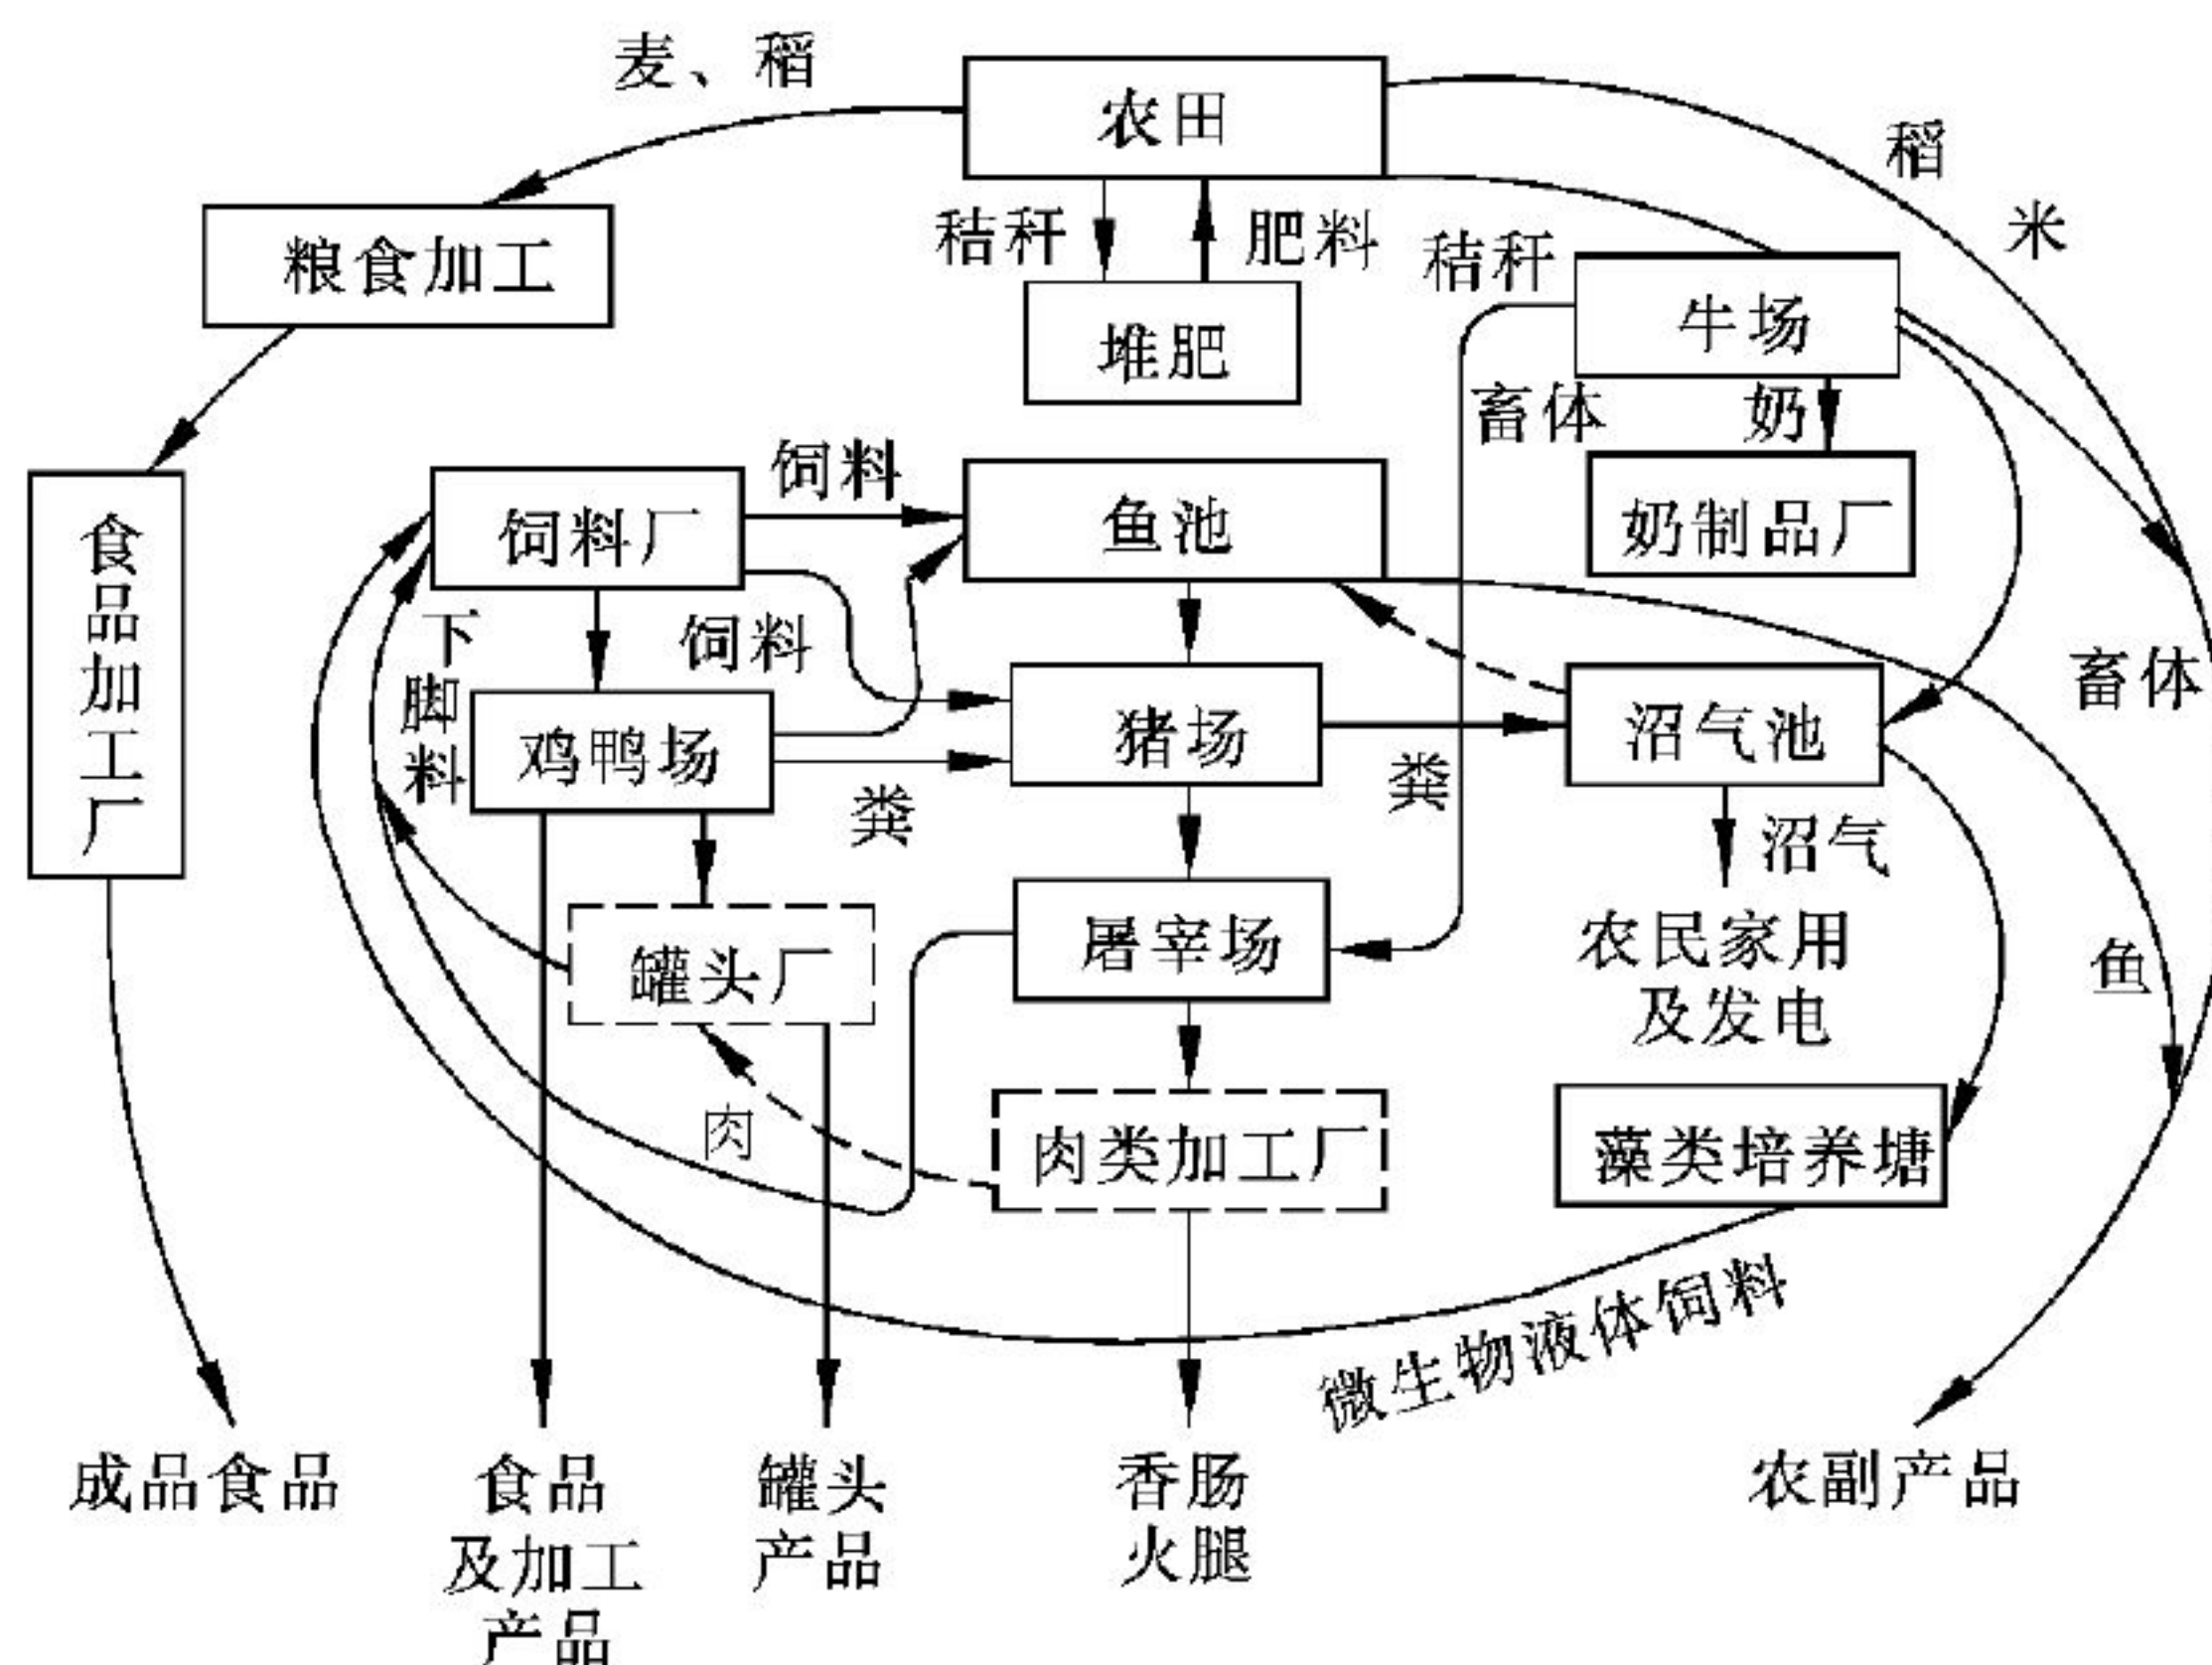 麦、稻
农田
稻
米
粮食加工
秸秆
肥料
秸秆
牛场
堆肥
畜体
奶
饲料
食品加工厂
饲料厂
鱼池
奶制品厂
下脚料
饲料
畜体
鸡鸭场
猪场
沼气池
粪
粪
沼气
罐头厂
屠宰场
农民家用
及发电
鱼
肉
肉类加工厂
藻类培养塘
微生物液体饲料
成品食品
食品
及加工
产品
罐头
产品
香肠
火腿
农副产品